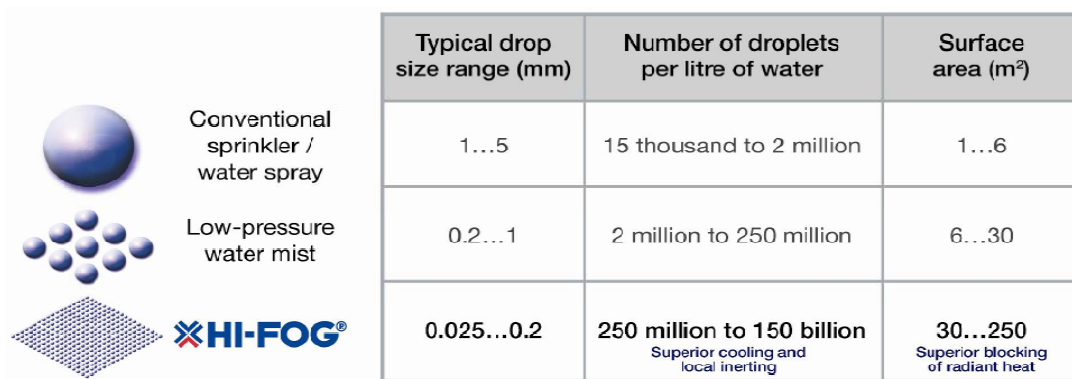 Typical drop
size range (mm)
Number of droplets
per litre of water
Surface
area (m²)
Conventional
sprinkler /
water spray
1...5
15 thousand to 2 million
1...6
Low-pressure
water mist
0.2...1
2 million to 250 million
6...30
HI-FOG®
0.025...0.2
250 million to 150 billion
Superior cooling and
local inerting
30...250
Superior blocking
of radiant heat